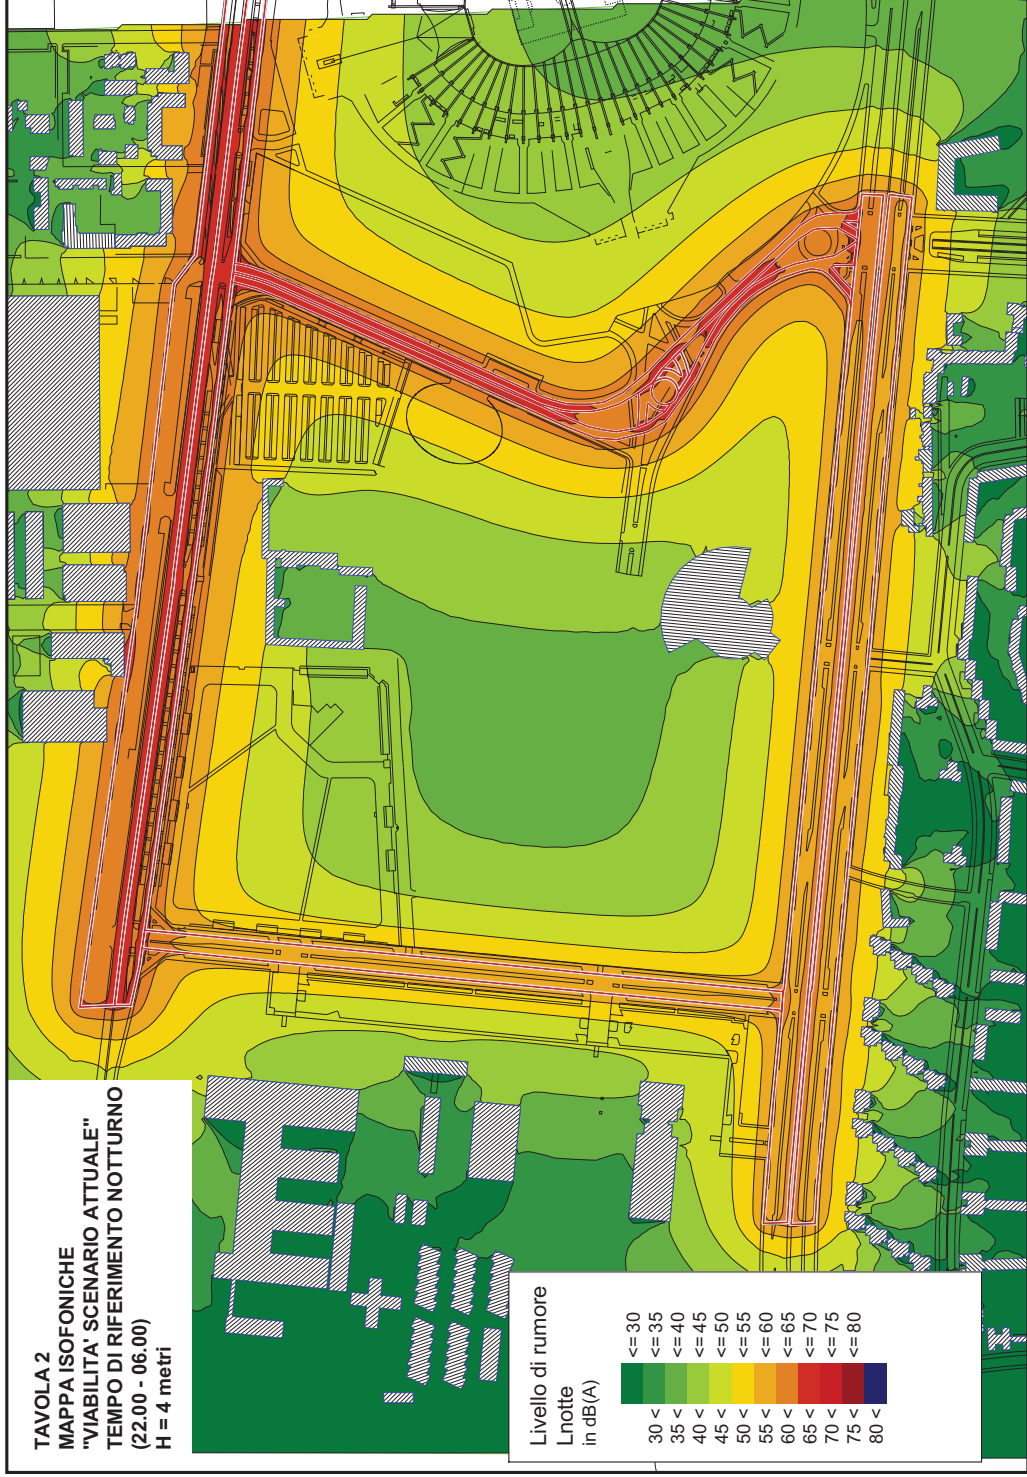 TAVOLA 2
MAPPA ISOFONICHE
"VIABILITA' SCENARIO ATTUALE"
TEMPO DI RIFERIMENTO NOTTURNO
(22.00 - 06.00)
H = 4 metri
Livello di rumore
Lnotte
in dB(A)
<= 30
30 < <= 35
35 < <= 40
40 < <= 45
45 < <= 50
50 < <= 55
55 < <= 60
60 < <= 65
65 < <= 70
70 < <= 75
75 < <= 80
80 <